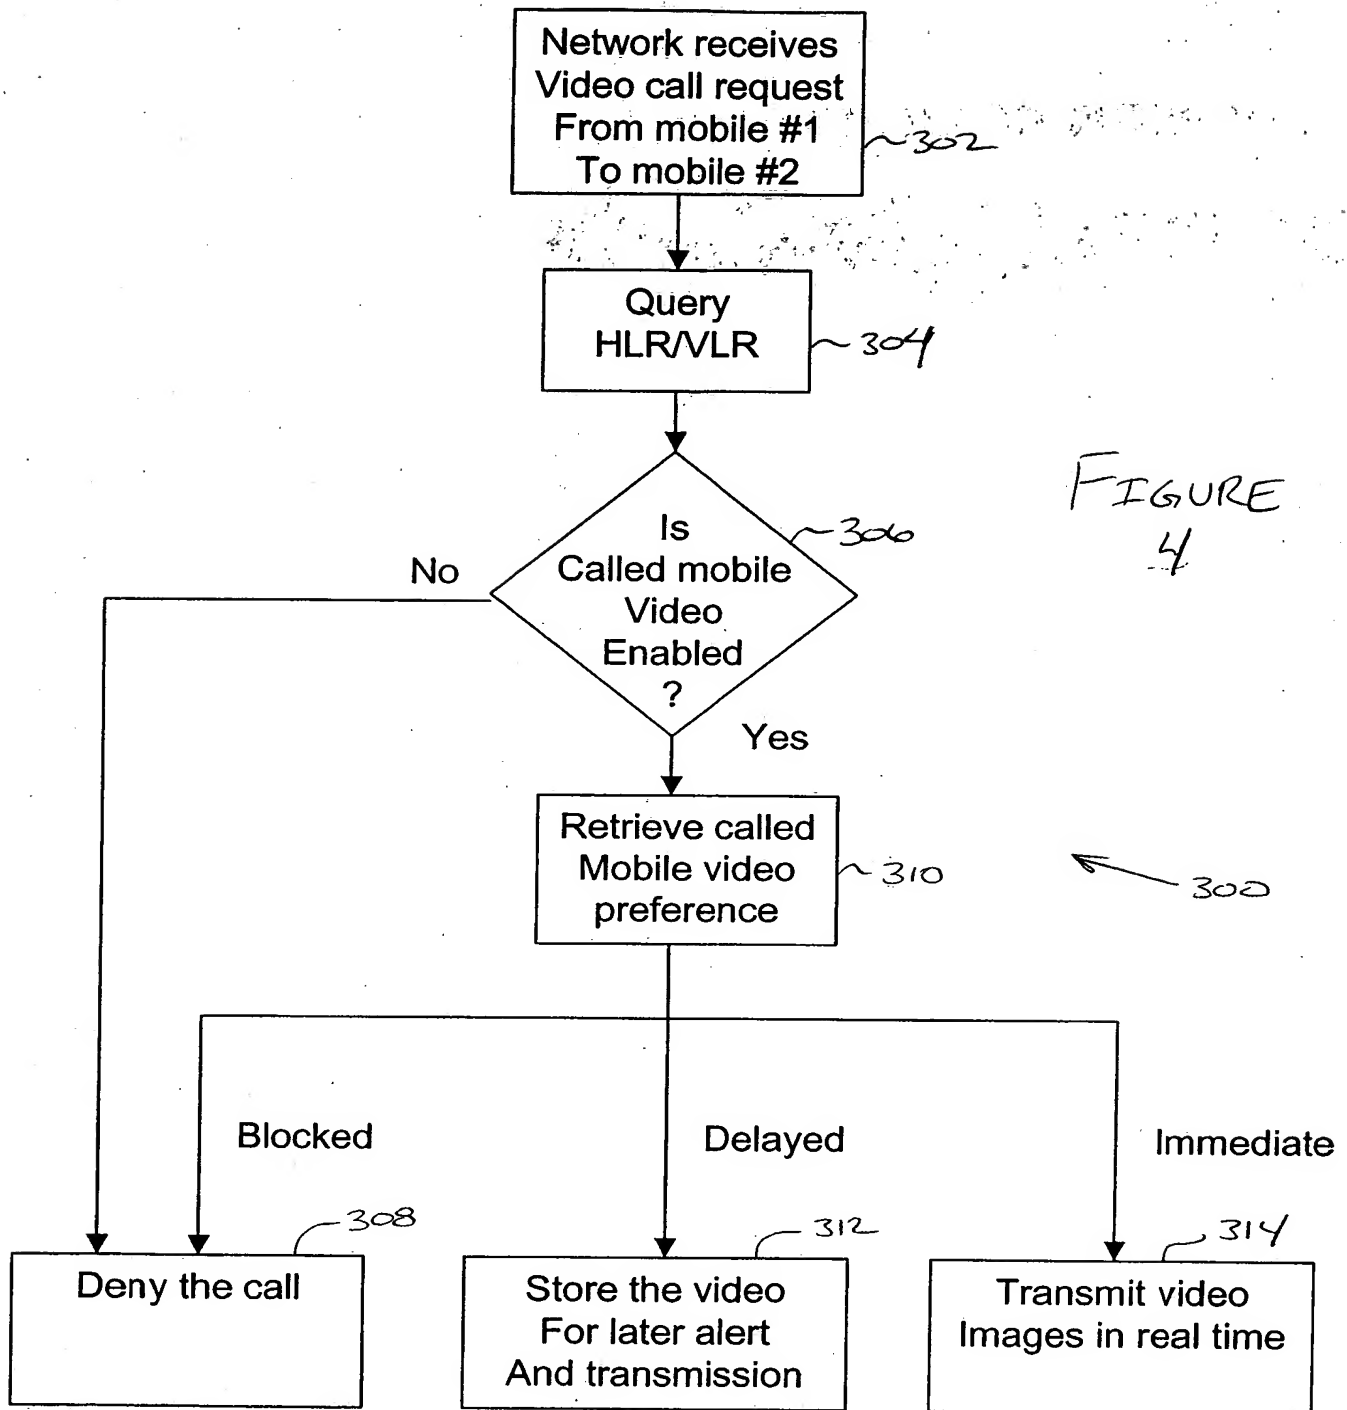 Network receives
Video call request
From mobile #1
To mobile #2
302
Query
HLR/VLR
304
FIGURE
4
Is
Called mobile
Video
Enabled
?
306
No
Yes
Retrieve called
Mobile video
preference
310
300
Blocked
Delayed
Immediate
308
312
314
Deny the call
Store the video
For later alert
And transmission
Transmit video
Images in real time